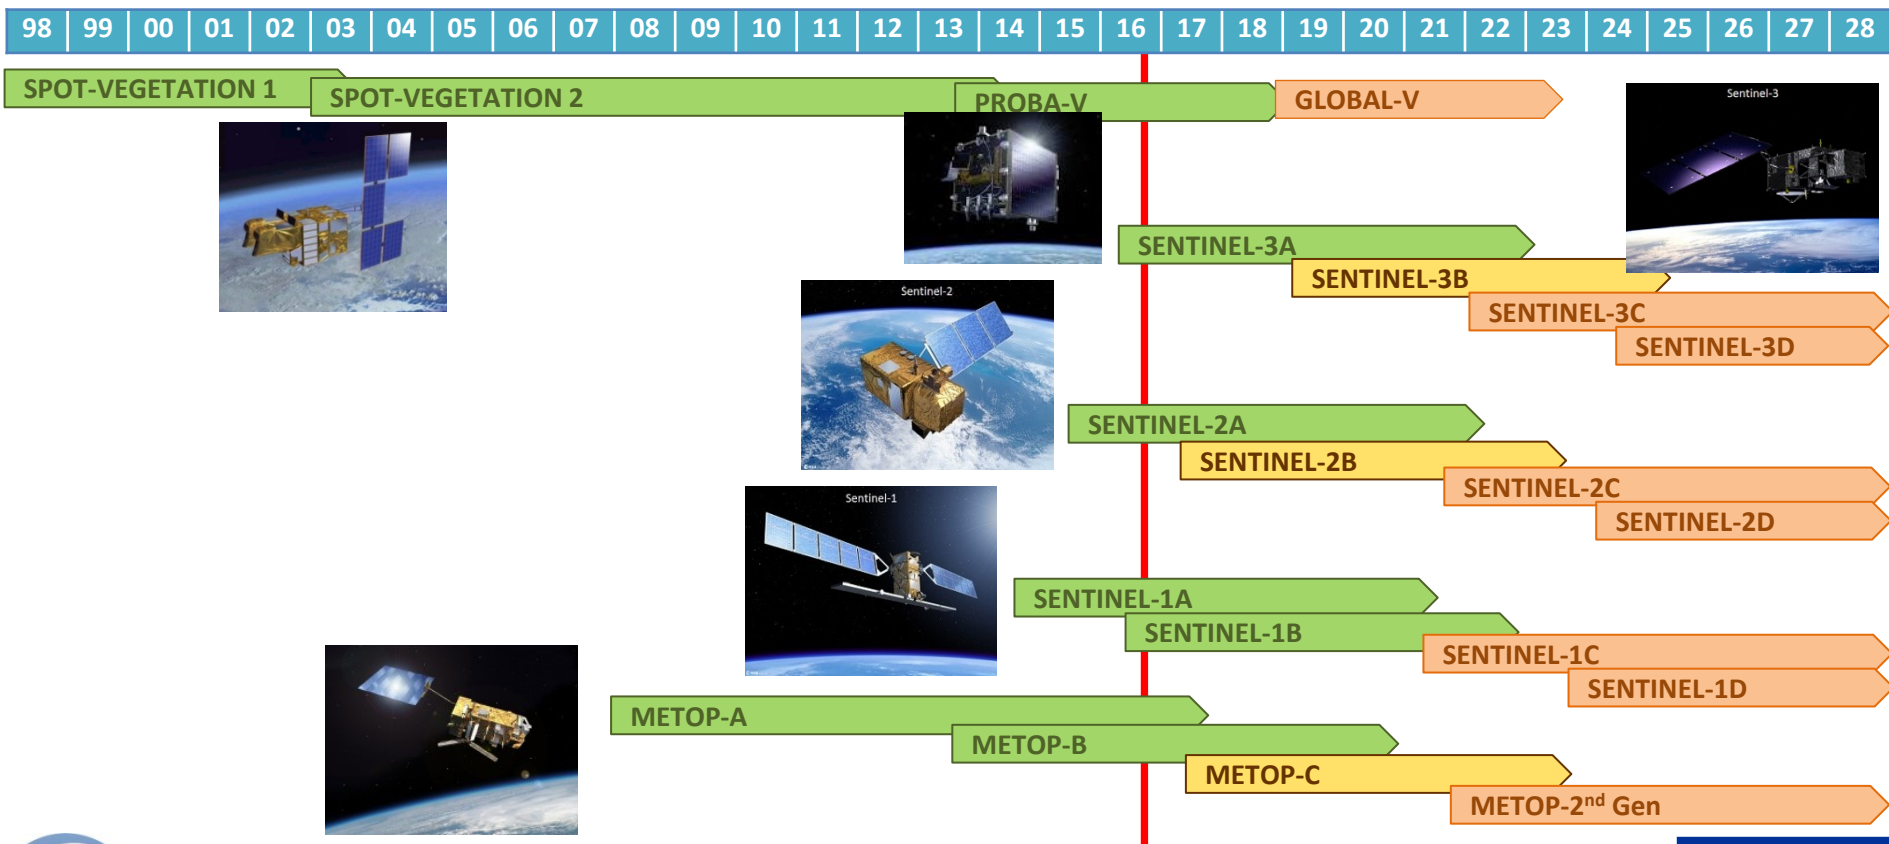 98 99 00 01 02 03 04 05 06 07 08 09 10 11 12 13 14 15 16 17 18 19 20 21 22 23 24 25 26 27 28
SPOT-VEGETATION 1
SPOT-VEGETATION 2
PROBA-V
GLOBAL-V
Sentinel-3
SENTINEL-3A
SENTINEL-3B
SENTINEL-3C
SENTINEL-3D
Sentinel-2
SENTINEL-2A
SENTINEL-2B
SENTINEL-2C
SENTINEL-2D
Sentinel-1
SENTINEL-1A
SENTINEL-1B
SENTINEL-1C
SENTINEL-1D
METOP-A
METOP-B
METOP-C
METOP-2nd Gen